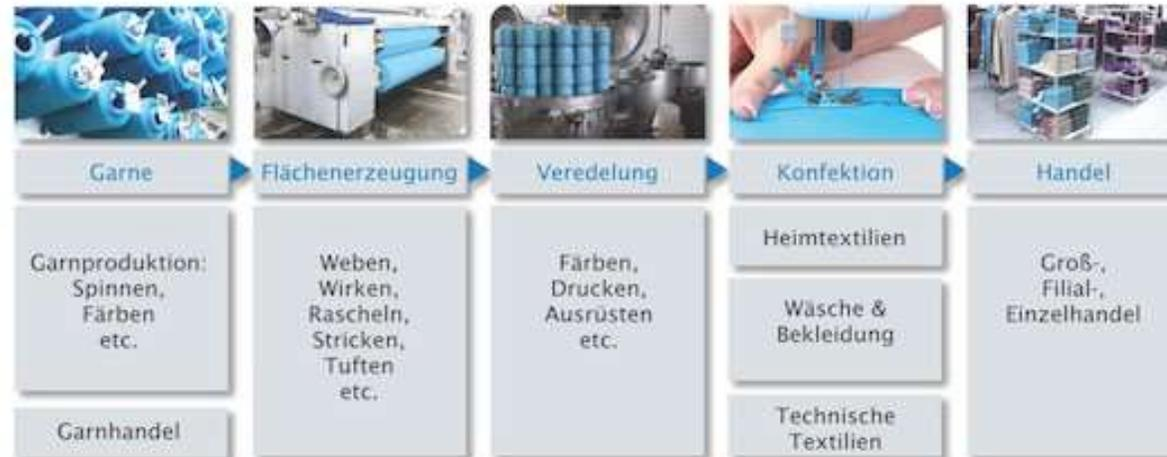 Garne
Flächenerzeugung
Veredelung
Konfektion
Handel
Garnproduktion:
Spinnen,
Färben
etc.
Garnhandel
Weben,
Wirken,
Rascheln,
Stricken,
Tuften
etc.
Färben,
Drucken,
Ausrüsten
etc.
Heimtextilien
Wäsche &
Bekleidung
Technische
Textilien
Groß-,
Filial-,
Einzelhandel